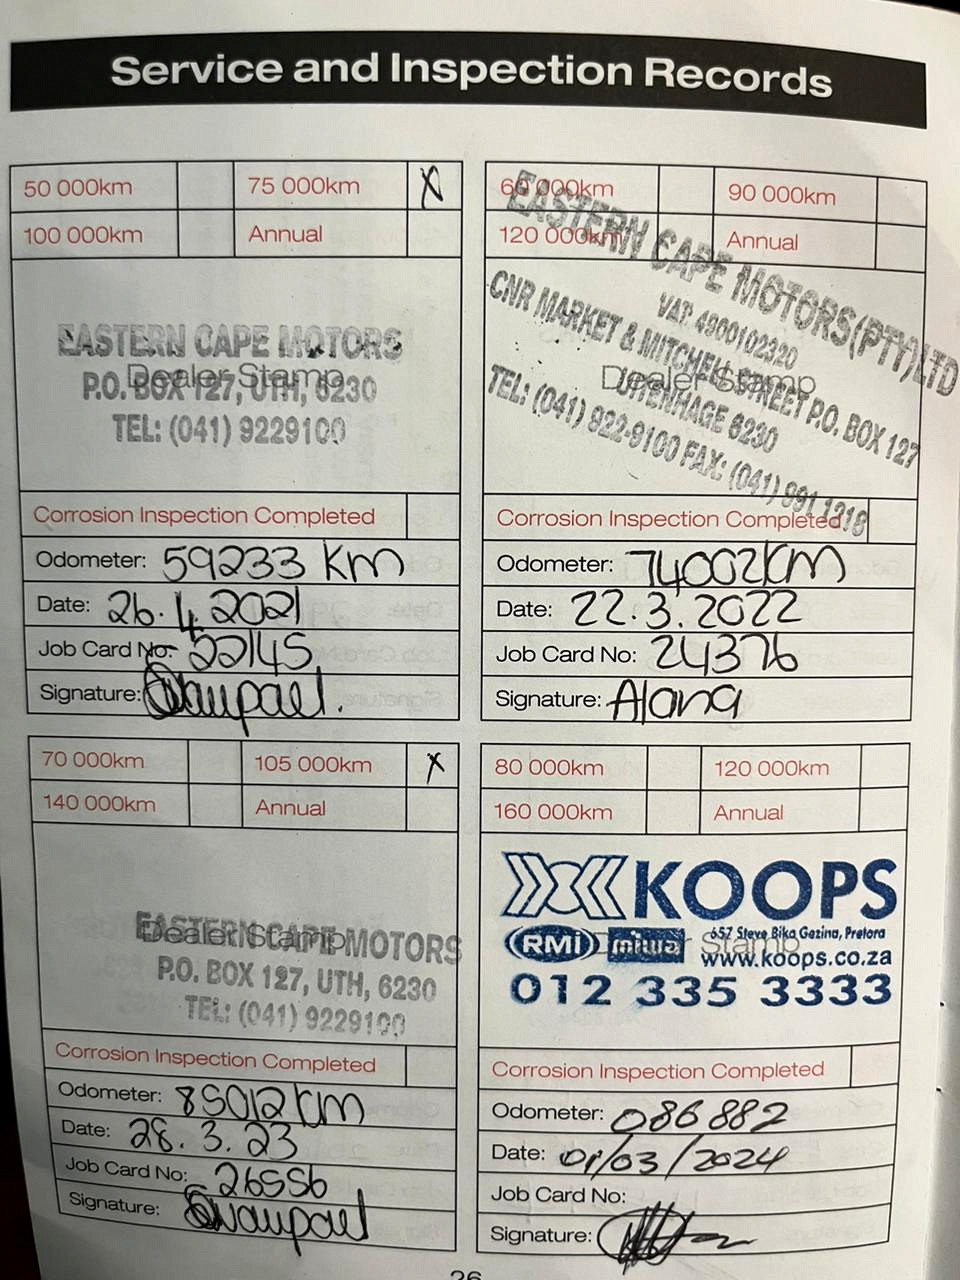 Service and Inspection Records
50 000km 75 000km X
100 000km Annual
EASTERN CAPE MOTORS
Dealer Stamp
P.O. BOX 127, UTH, 6230
TEL: (041) 9229100
Corrosion Inspection Completed
Odometer: 59233 KM
Date: 26.4.2021
Job Card No: 22145
Signature:
60 000km 90 000km
120 000km Annual
EASTERN CAPE MOTORS (PTY) LTD
VAT 4900102320
CNR MARKET & MITCHELL STREET P.O. BOX 127
Dealer Stamp
UITENHAGE 6230
TEL: (041) 922-9100 FAX: (041) 991 1218
Corrosion Inspection Completed
Odometer: 74002KM
Date: 22.3.2022
Job Card No: 24376
Signature: Alana
70 000km 105 000km X
140 000km Annual
EASTERN CAPE MOTORS
Dealer Stamp
P.O. BOX 127, UTH, 6230
TEL: (041) 9229100
Corrosion Inspection Completed
Odometer: 85012KM
Date: 28.3.23
Job Card No: 26556
Signature:
80 000km 120 000km
160 000km Annual
KOOPS
RMi miwa 657 Steve Bika Gezina, Pretora
Dealer Stamp
www.koops.co.za
012 335 3333
Corrosion Inspection Completed
Odometer: 086882
Date: 01/03/2024
Job Card No:
Signature:
26